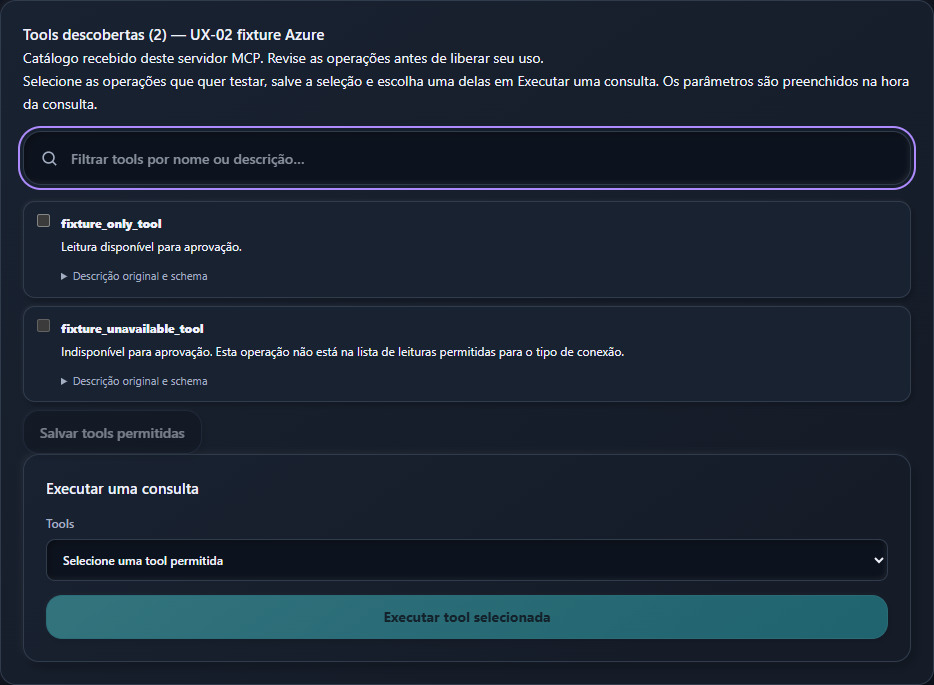 Tools descobertas (2) — UX-02 fixture Azure
Catálogo recebido deste servidor MCP. Revise as operações antes de liberar seu uso.
Selecione as operações que quer testar, salve a seleção e escolha uma delas em Executar uma consulta. Os parâmetros são preenchidos na hora
da consulta.
Filtrar tools por nome ou descrição...
fixture_only_tool
Leitura disponível para aprovação.
Descrição original e schema
fixture_unavailable_tool
Indisponível para aprovação. Esta operação não está na lista de leituras permitidas para o tipo de conexão.
Descrição original e schema
Salvar tools permitidas
Executar uma consulta
Tools
Selecione uma tool permitida
Executar tool selecionada